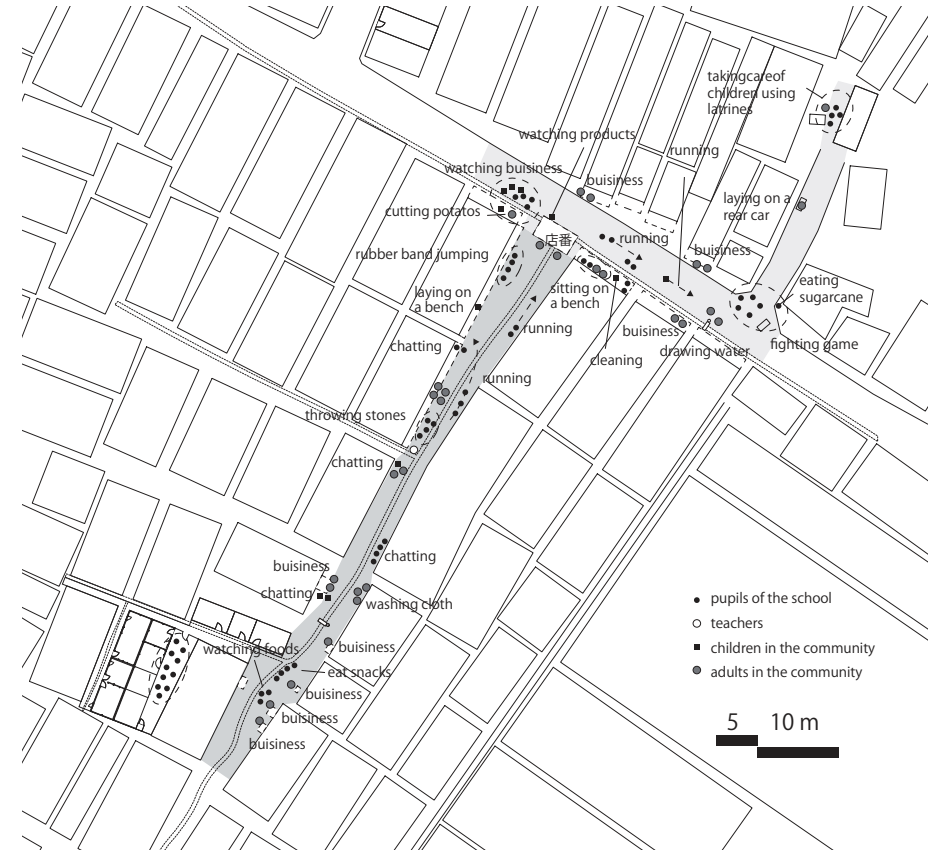 takingcareof
children using
latrines
watching products
running
watching buisiness
buisiness
cutting potatos
laying on a
rear car
店番
running
rubber band jumping
buisiness
eating
sugarcane
laying on
a bench
sitting on
a bench
running
buisiness
fighting game
chatting
cleaning
drawing water
running
throwing stones
chatting
chatting
buisiness
chatting
washing cloth
pupils of the school
teachers
watching foods
buisiness
children in the community
eat snacks
adults in the community
buisiness
buisiness
buisiness
5 10 m